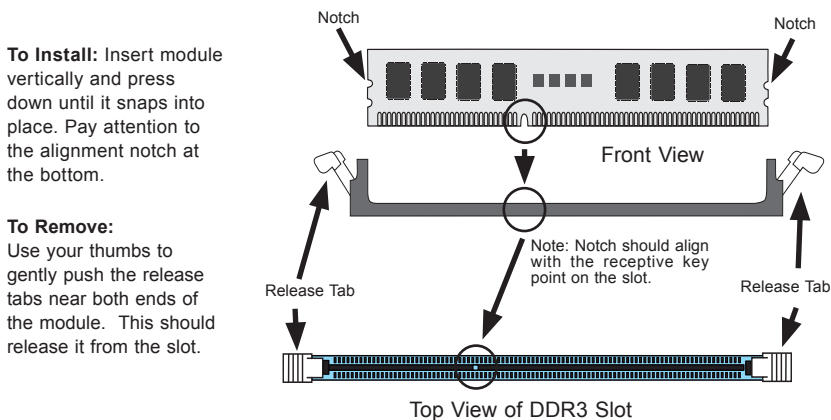 To Install: Insert module
vertically and press
down until it snaps into
place. Pay attention to
the alignment notch at
the bottom.
To Remove:
Use your thumbs to
gently push the release
tabs near both ends of
the module. This should
release it from the slot.
Notch
Notch
Front View
Note: Notch should align
with the receptive key
point on the slot.
Release Tab
Release Tab
Top View of DDR3 Slot